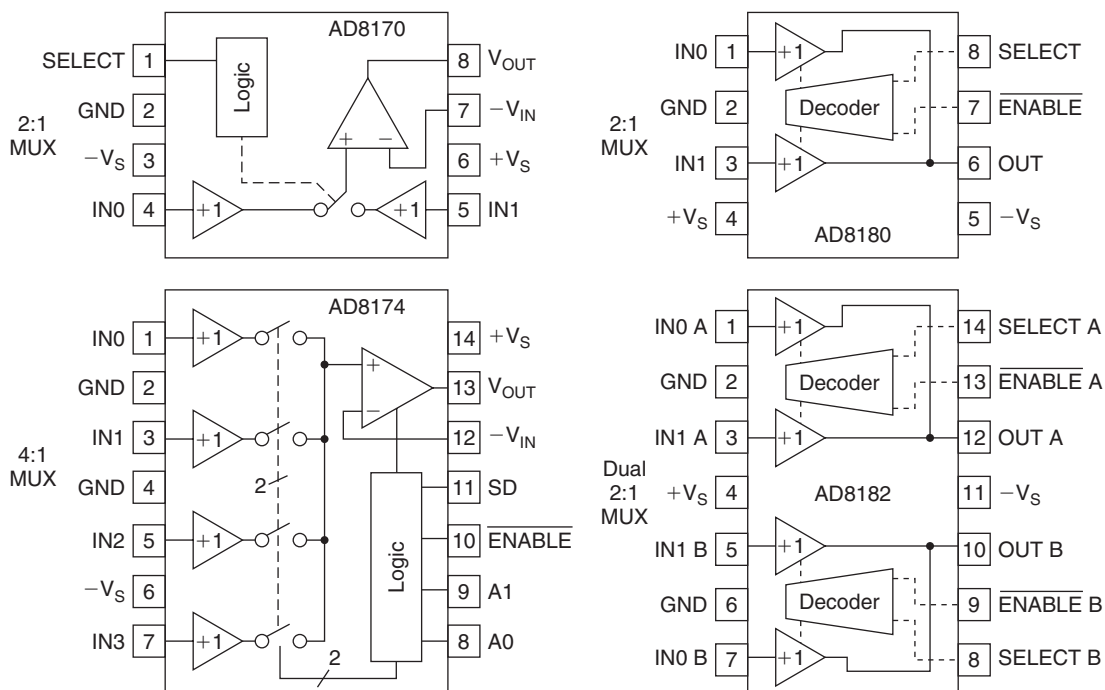 AD8170
SELECT 1
Logic
8 VOUT
GND 2
7 −VIN
2:1
MUX
−VS 3
+ −
6 +VS
IN0 4
+1
+1
5 IN1
AD8180
IN0 1
+1
8 SELECT
2:1
MUX
GND 2
Decoder
7 ENABLE
IN1 3
+1
6 OUT
+VS 4
5 −VS
AD8174
IN0 1
+1
14 +VS
GND 2
+
13 VOUT
−
IN1 3
+1
12 −VIN
4:1
MUX
GND 4
2
11 SD
IN2 5
+1
Logic
10 ENABLE
−VS 6
9 A1
IN3 7
+1
2
8 A0
AD8182
IN0 A 1
+1
14 SELECT A
GND 2
Decoder
13 ENABLE A
IN1 A 3
+1
12 OUT A
Dual
2:1
MUX
+VS 4
11 −VS
IN1 B 5
+1
10 OUT B
GND 6
Decoder
9 ENABLE B
IN0 B 7
+1
8 SELECT B